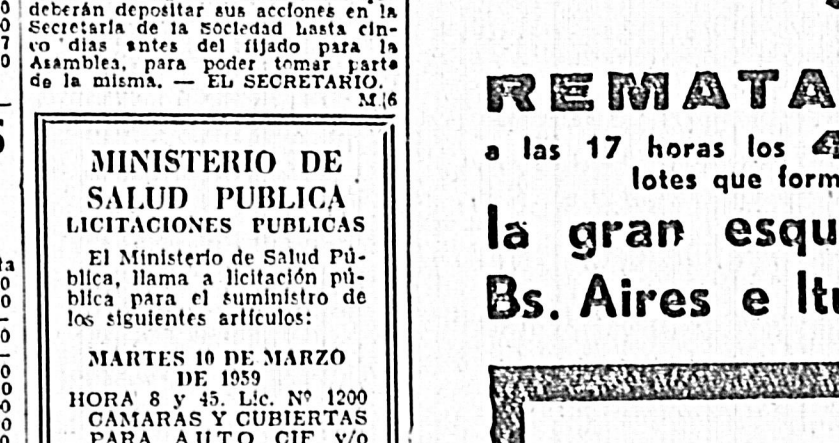 deberán depositar sus acciones en la
Secretaría de la Sociedad hasta cin-
co días antes del fijado para la
Asamblea, para poder tomar parte
de la misma. — EL SECRETARIO.
MINISTERIO DE
SALUD PUBLICA
LICITACIONES PUBLICAS
El Ministerio de Salud Pú-
blica, llama a licitación pú-
blica para el suministro de
los siguientes artículos:
MARTES 10 DE MARZO
DE 1959
HORA 8 y 45. Lic. Nº 1200
CAMARAS Y CUBIERTAS
PARA AUTO CIF y/o
REMATA
a las 17 horas los
lotes que form
la gran esqu
Bs. Aires e Itu